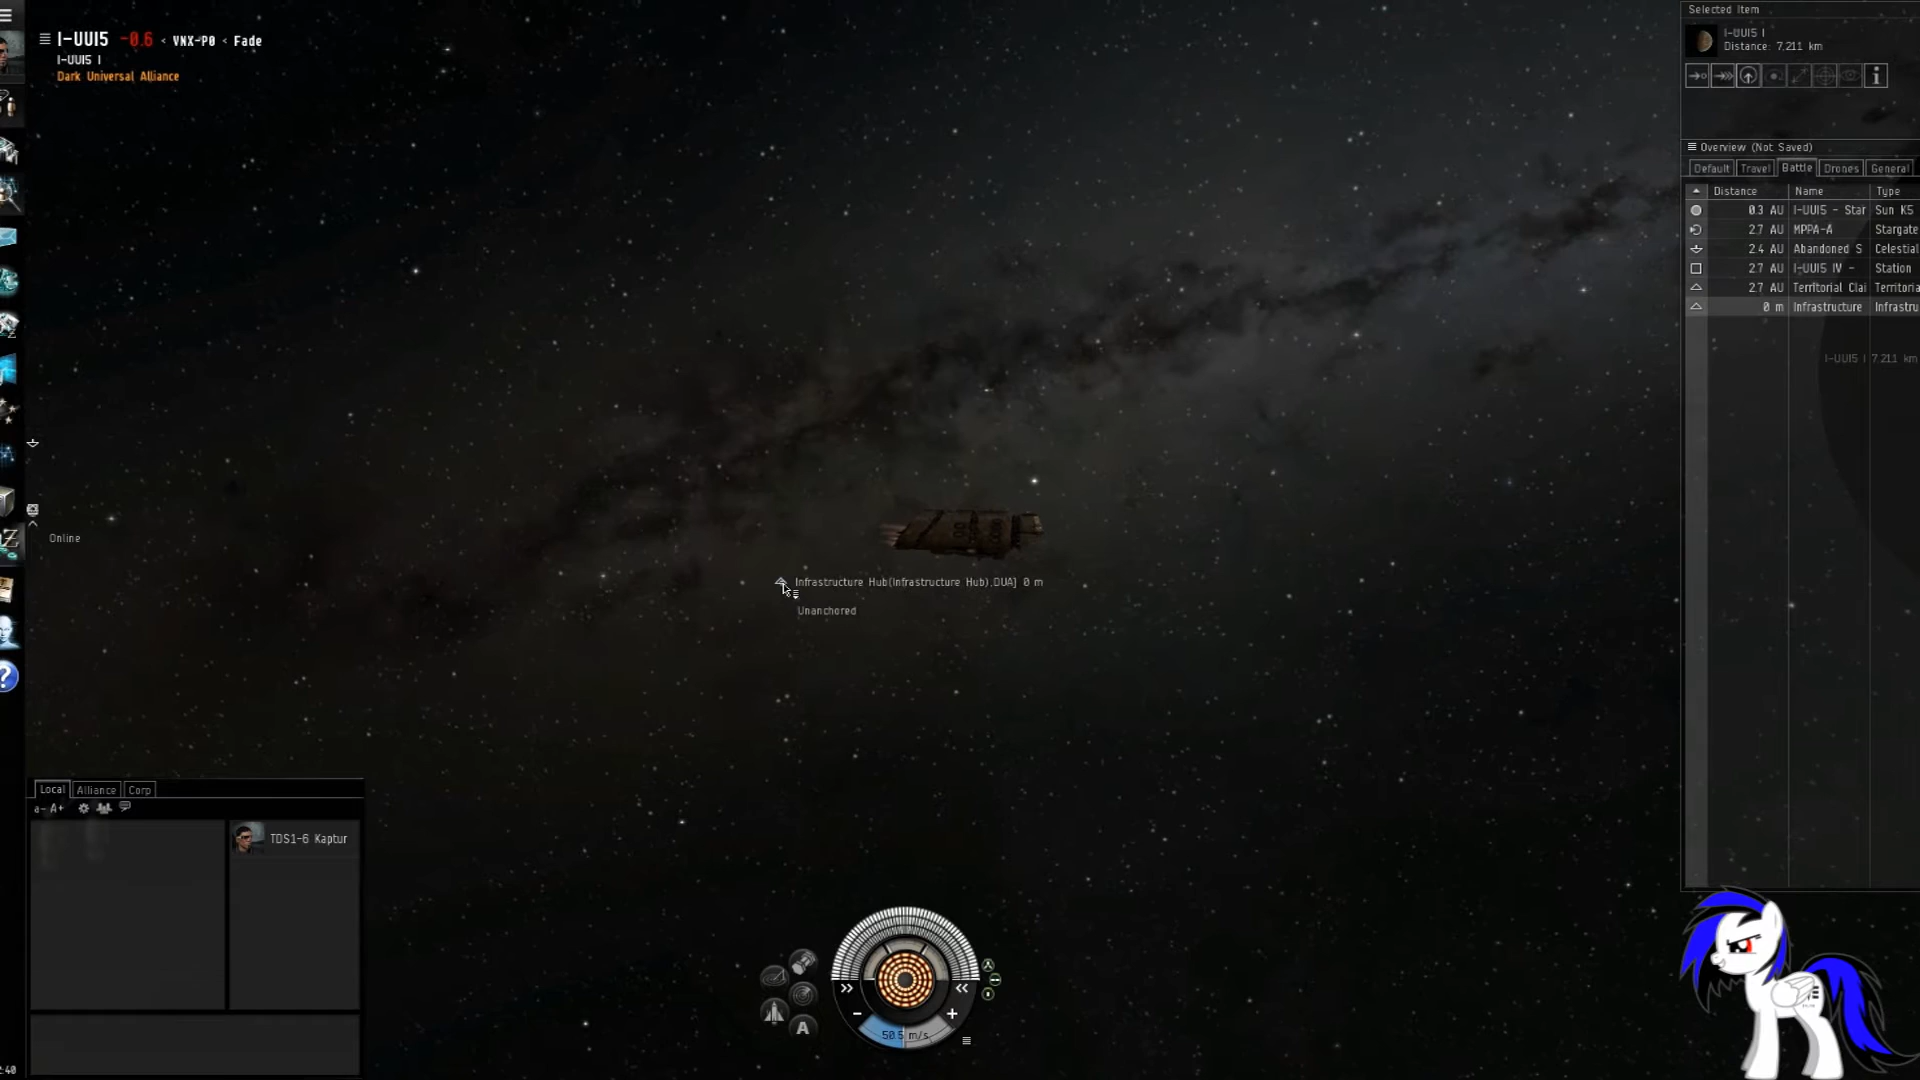 I-UUI5 -0.6 < VNX-P0 < Fade
I-UUI5 I
Dark Universal Alliance
Selected Item
I-UUI5 I
Distance: 7,211 km
Overview (Not Saved)
Default Travel Battle Drones General
Distance Name Type
0.3 AU I-UUI5 - Star Sun K5
2.7 AU MPPA-A Stargate
2.4 AU Abandoned S Celestial
2.7 AU I-UUI5 IV - Station
2.7 AU Territorial Clai Territoria
0 m Infrastructure Infrastru
I-UUI5 I 7,211 km
Online
Infrastructure Hub(Infrastructure Hub),DUA] 0 m
Unanchored
Local Alliance Corp
a- A+
TDS1-6 Kaptur
A
50.5 m/s
:40